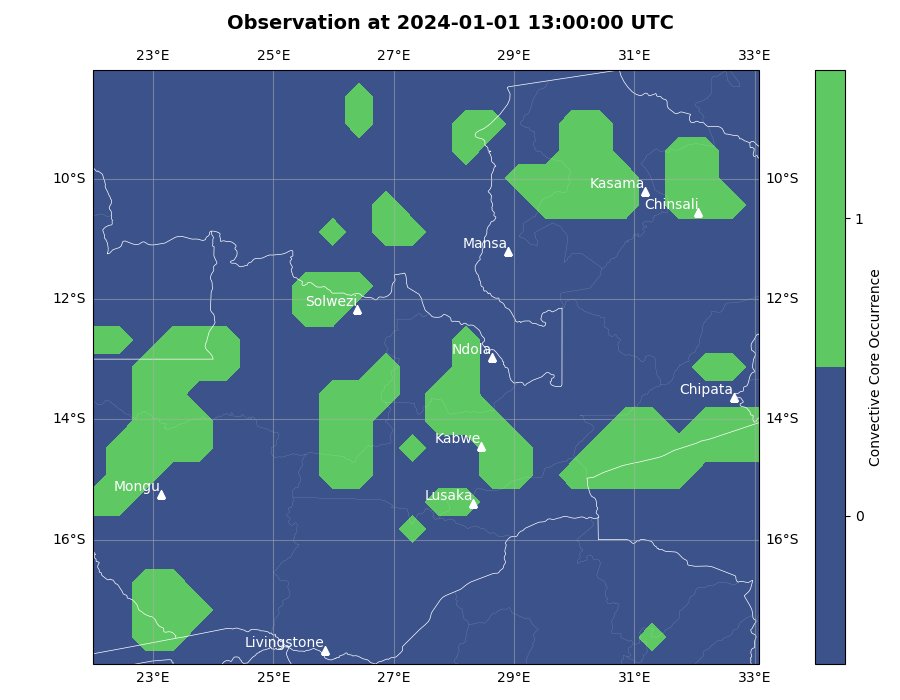 Observation at 2024-01-01 13:00:00 UTC
23°E 25°E 27°E 29°E 31°E 33°E
10°S Kasama 10°S
Chinsali
Mansa
12°S Solwezi 12°S
Ndola
Chipata
14°S 14°S
Kabwe
Mongu
Lusaka
16°S 16°S
Livingstone
23°E 25°E 27°E 29°E 31°E 33°E
1
0
Convective Core Occurrence